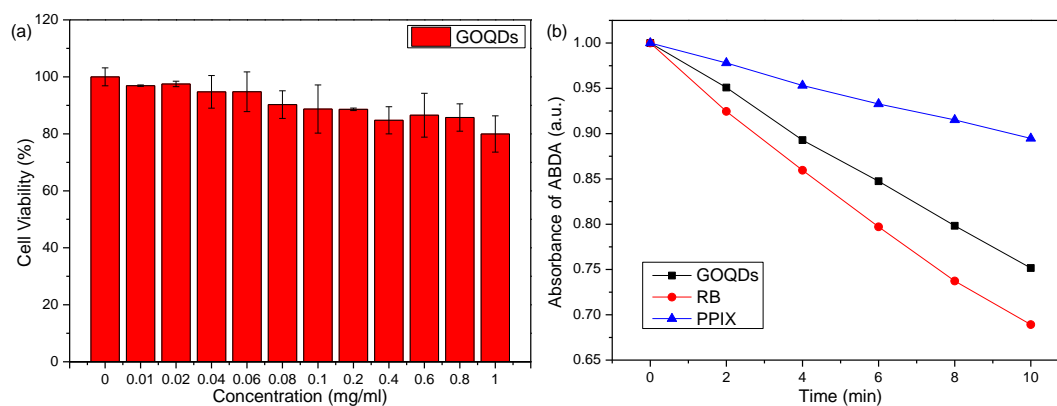 (a)
GOQDs
Cell Viability (%)
120
100
80
60
40
20
0
0 0.01 0.02 0.04 0.06 0.08 0.1 0.2 0.4 0.6 0.8 1
Concentration (mg/ml)
(b)
Absorbance of ABDA (a.u.)
1.00
0.95
0.90
0.85
0.80
0.75
0.70
0.65
GOQDs
RB
PPIX
0 2 4 6 8 10
Time (min)